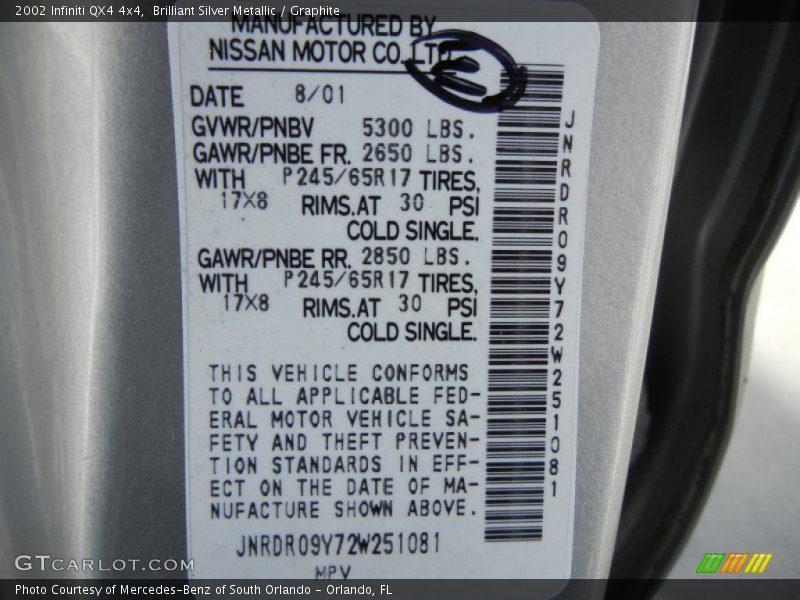 2002 Infiniti QX4 4x4, Brilliant Silver Metallic / Graphite
MANUFACTURED BY
NISSAN MOTOR CO., LTD.
DATE 8/01
GVWR/PNBV 5300 LBS.
GAWR/PNBE FR. 2650 LBS.
WITH P245/65R17 TIRES,
17X8 RIMS.AT 30 PSI
COLD SINGLE.
GAWR/PNBE RR. 2850 LBS.
WITH P245/65R17 TIRES,
17X8 RIMS.AT 30 PSI
COLD SINGLE.
THIS VEHICLE CONFORMS
TO ALL APPLICABLE FED-
ERAL MOTOR VEHICLE SA-
FETY AND THEFT PREVEN-
TION STANDARDS IN EFF-
ECT ON THE DATE OF MA-
NUFACTURE SHOWN ABOVE.
JNRDR09Y72W251081
MPV
JNRDR09Y72W251081
GTcarlot.com
Photo Courtesy of Mercedes-Benz of South Orlando - Orlando, FL